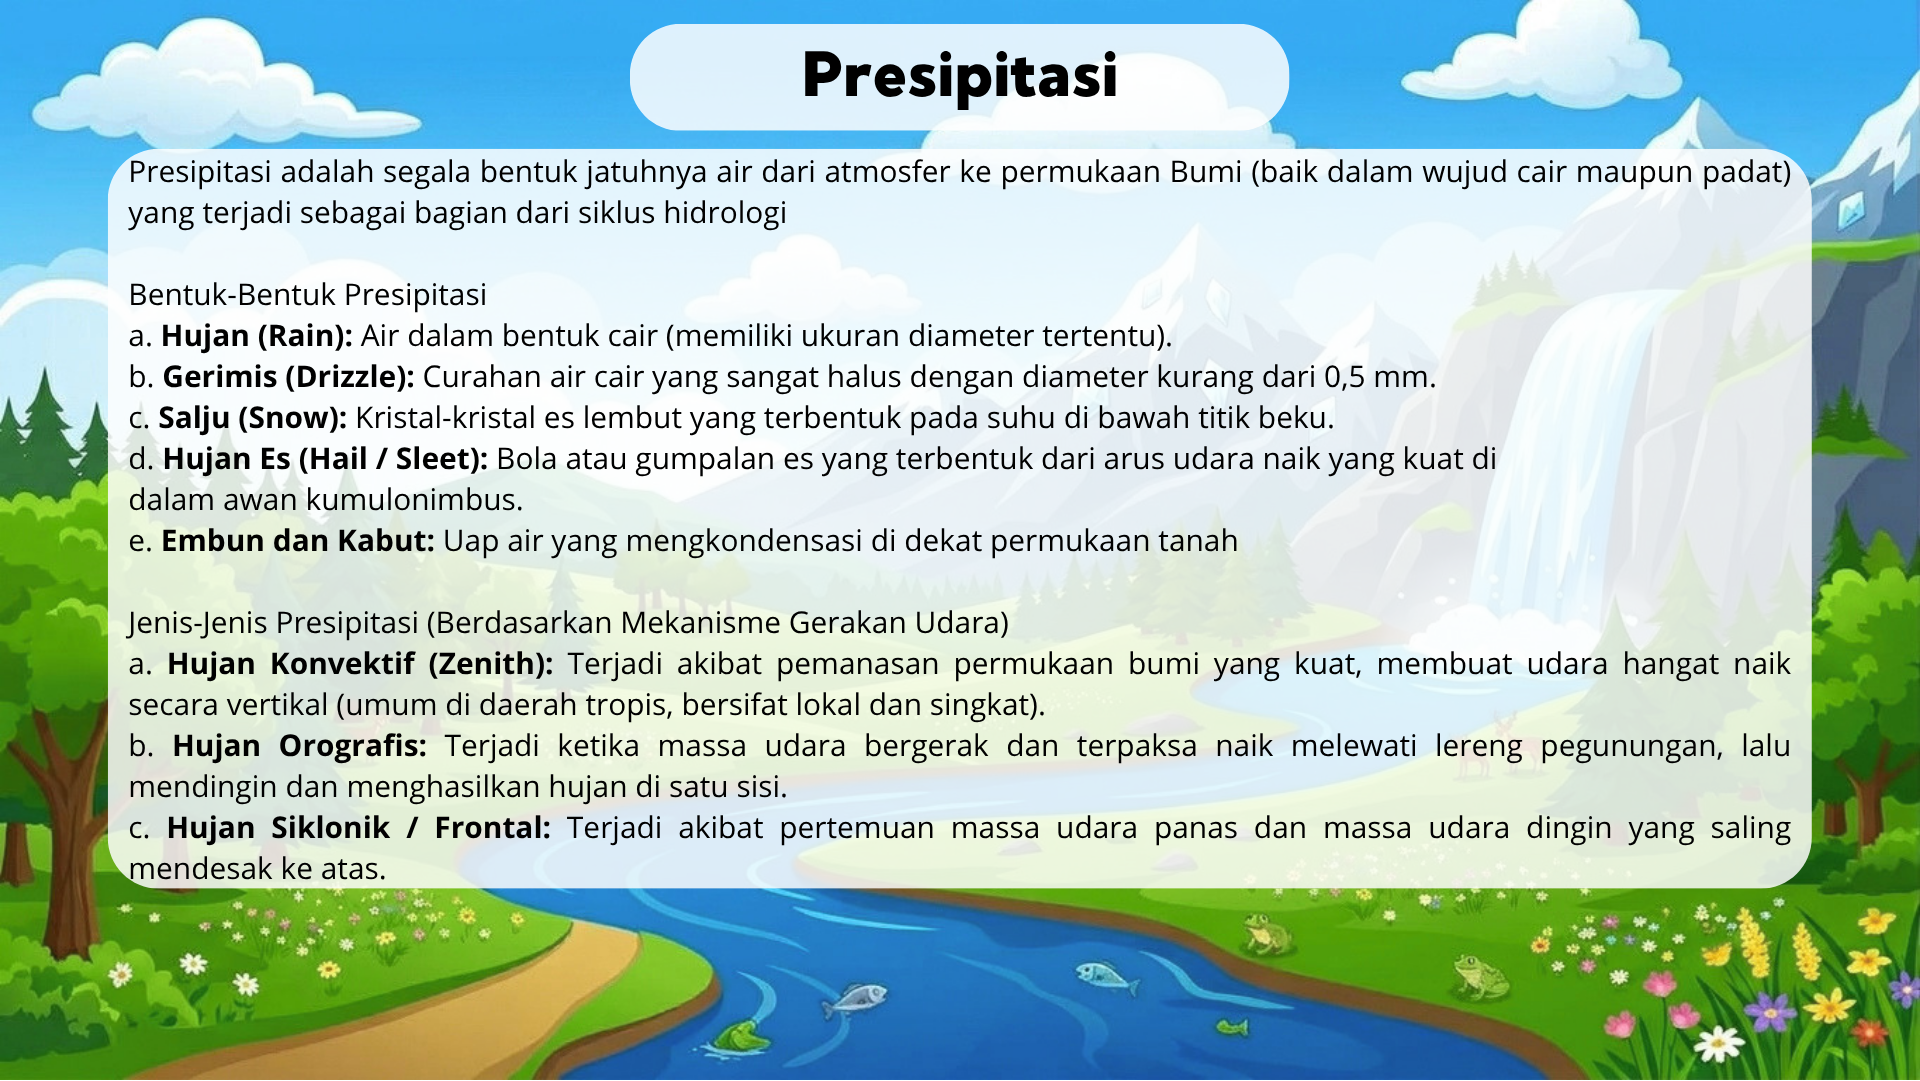 Presipitasi
Presipitasi adalah segala bentuk jatuhnya air dari atmosfer ke permukaan Bumi (baik dalam wujud cair maupun padat)
yang terjadi sebagai bagian dari siklus hidrologi
Bentuk-Bentuk Presipitasi
a. Hujan (Rain): Air dalam bentuk cair (memiliki ukuran diameter tertentu).
b. Gerimis (Drizzle): Curahan air cair yang sangat halus dengan diameter kurang dari 0,5 mm.
c. Salju (Snow): Kristal-kristal es lembut yang terbentuk pada suhu di bawah titik beku.
d. Hujan Es (Hail / Sleet): Bola atau gumpalan es yang terbentuk dari arus udara naik yang kuat di
dalam awan kumulonimbus.
e. Embun dan Kabut: Uap air yang mengkondensasi di dekat permukaan tanah
Jenis-Jenis Presipitasi (Berdasarkan Mekanisme Gerakan Udara)
a. Hujan Konvektif (Zenith): Terjadi akibat pemanasan permukaan bumi yang kuat, membuat udara hangat naik
secara vertikal (umum di daerah tropis, bersifat lokal dan singkat).
b. Hujan Orografis: Terjadi ketika massa udara bergerak dan terpaksa naik melewati lereng pegunungan, lalu
mendingin dan menghasilkan hujan di satu sisi.
c. Hujan Siklonik / Frontal: Terjadi akibat pertemuan massa udara panas dan massa udara dingin yang saling
mendesak ke atas.